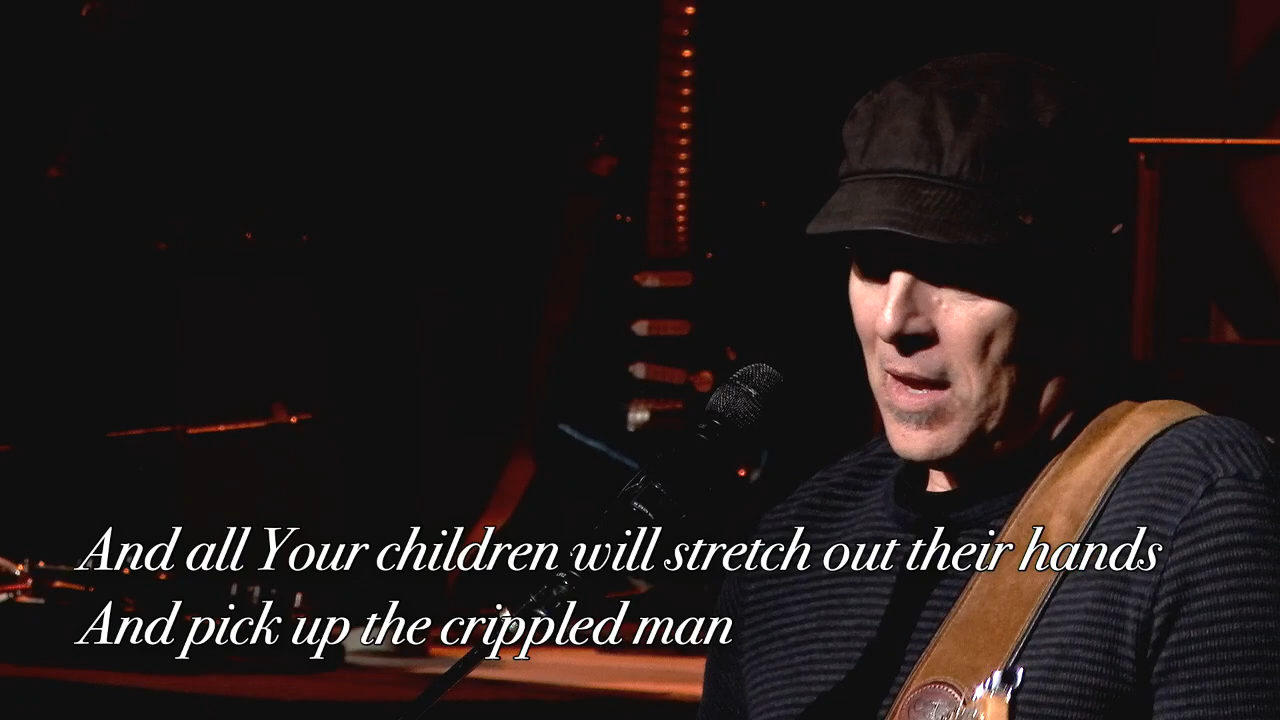 And all Your children will stretch out their hands
And pick up the crippled man